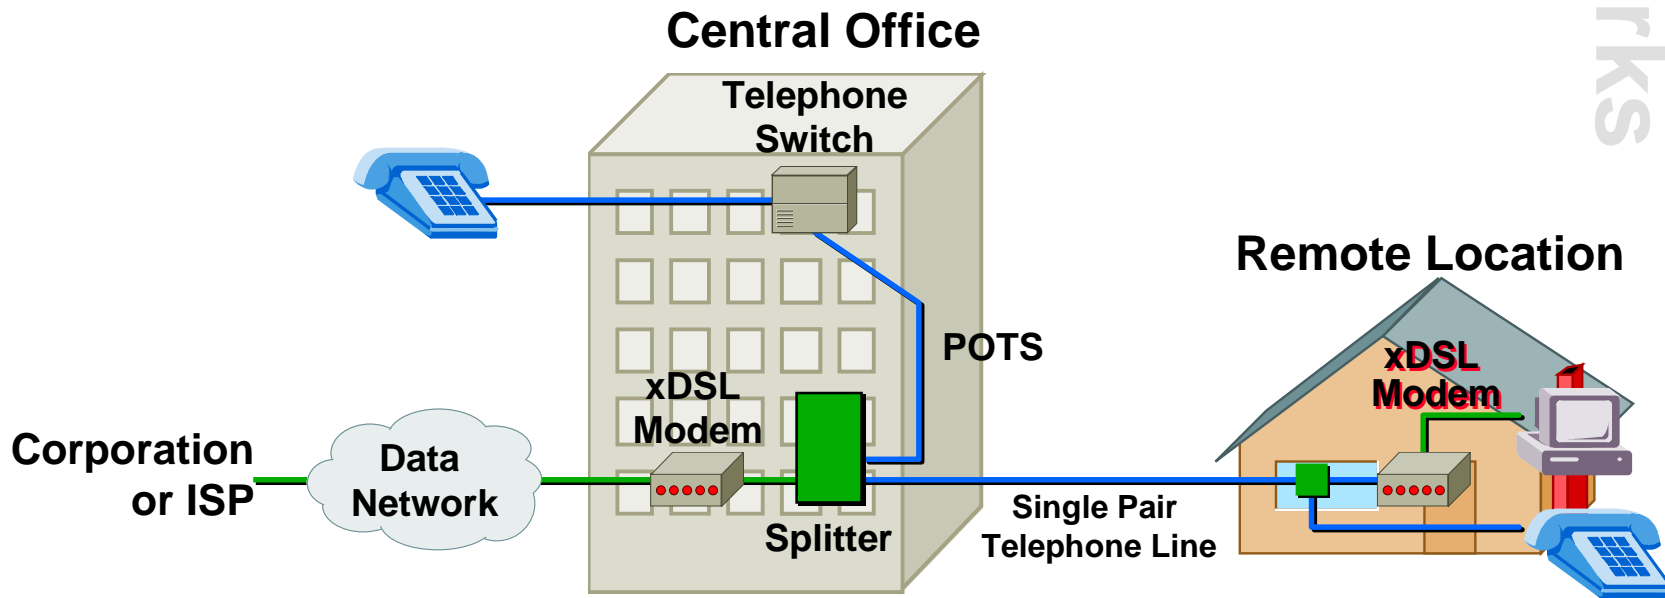 Central Office
rks
Telephone
Switch
Remote Location
POTS
xDSL
Modem
xDSL
Modem
Corporation
or ISP
Data
Network
Splitter
Single Pair
Telephone Line